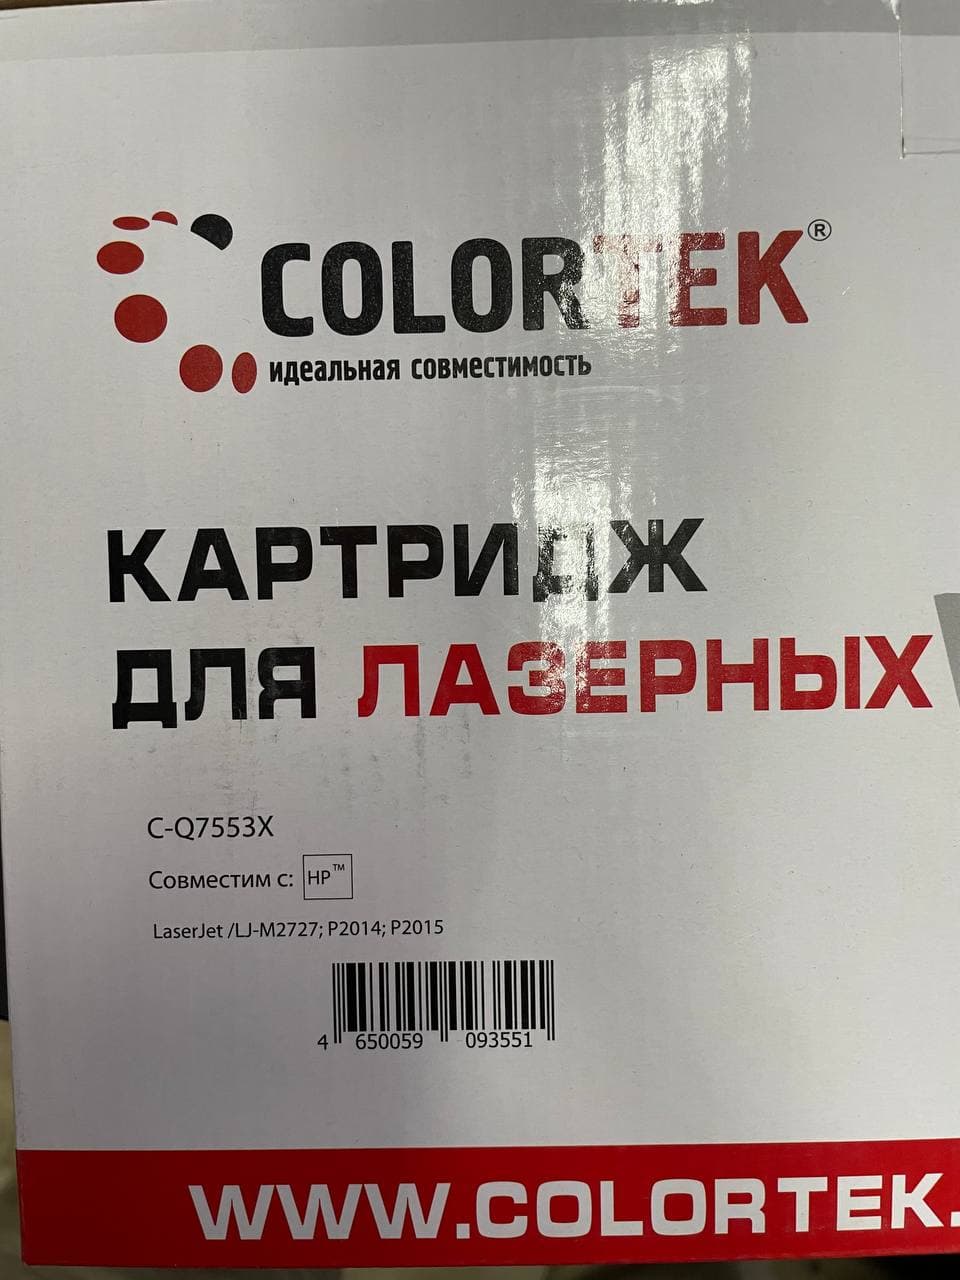 COLORTEK®
идеальная совместимость
КАРТРИДЖ
ДЛЯ ЛАЗЕРНЫХ
C-Q7553X
Совместим с: HP™
LaserJet /LJ-M2727; P2014; P2015
4 650059 093551
WWW.COLORTEK.